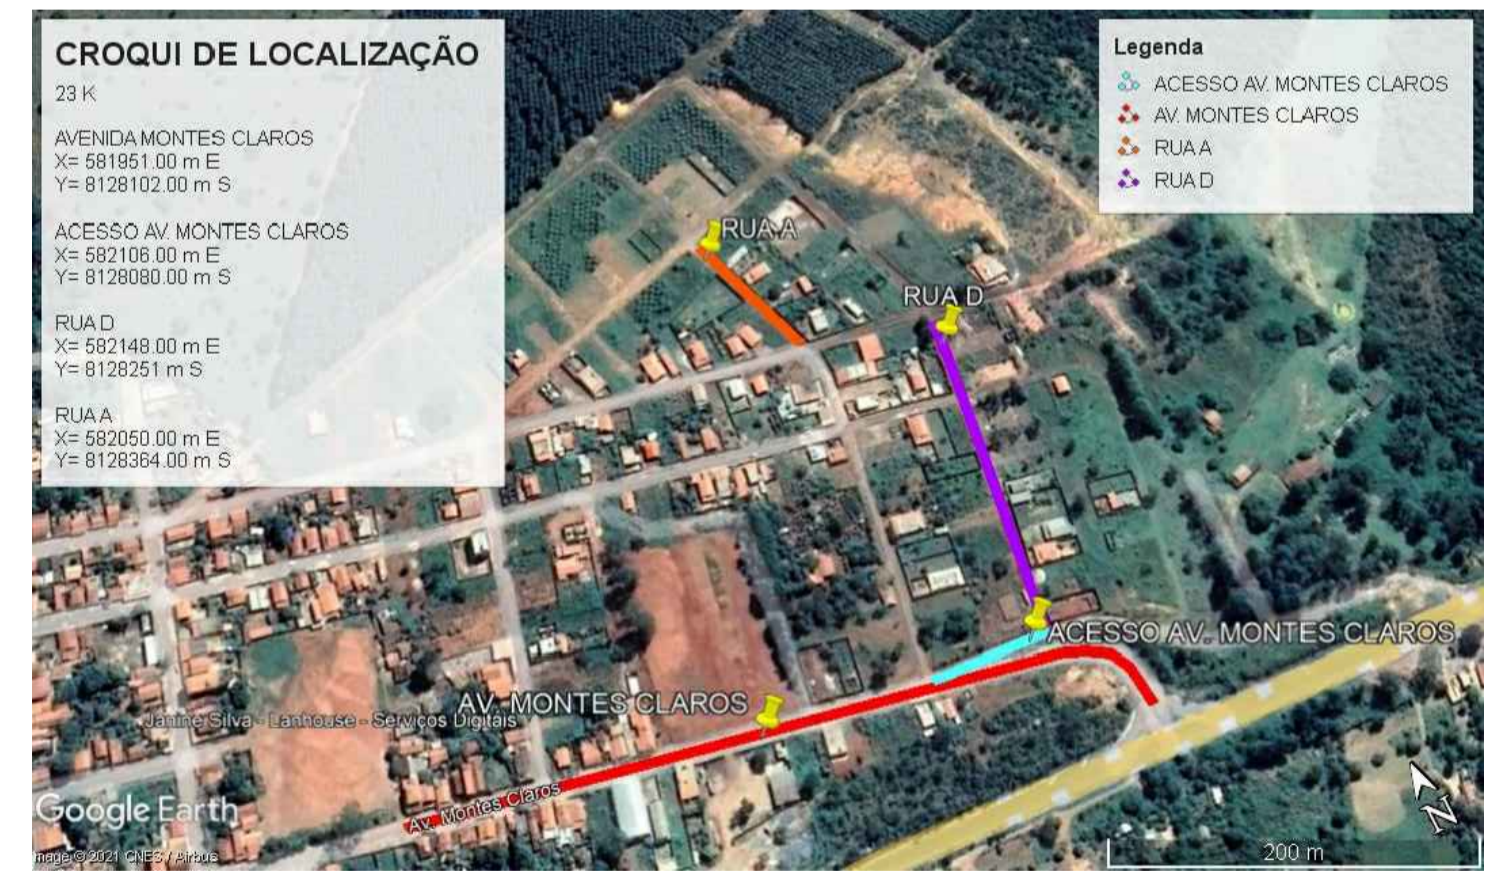 CROQUI DE LOCALIZAÇÃO
23 K
AVENIDA MONTES CLAROS
X= 581951.00 m E
Y= 8128102.00 m S
ACESSO AV. MONTES CLAROS
X= 582106.00 m E
Y= 8128080.00 m S
RUA D
X= 582148.00 m E
Y= 8128251 m S
RUA A
X= 582050.00 m E
Y= 8128364.00 m S
Legenda
ACESSO AV. MONTES CLAROS
AV. MONTES CLAROS
RUA A
RUA D
RUA A
RUA D
ACESSO AV. MONTES CLAROS
AV. MONTES CLAROS
Janine Silva - Lanhouse - Serviços Digitais
Av. Montes Claros
Google Earth
Image © 2021 CNES / Airbus
N
200 m